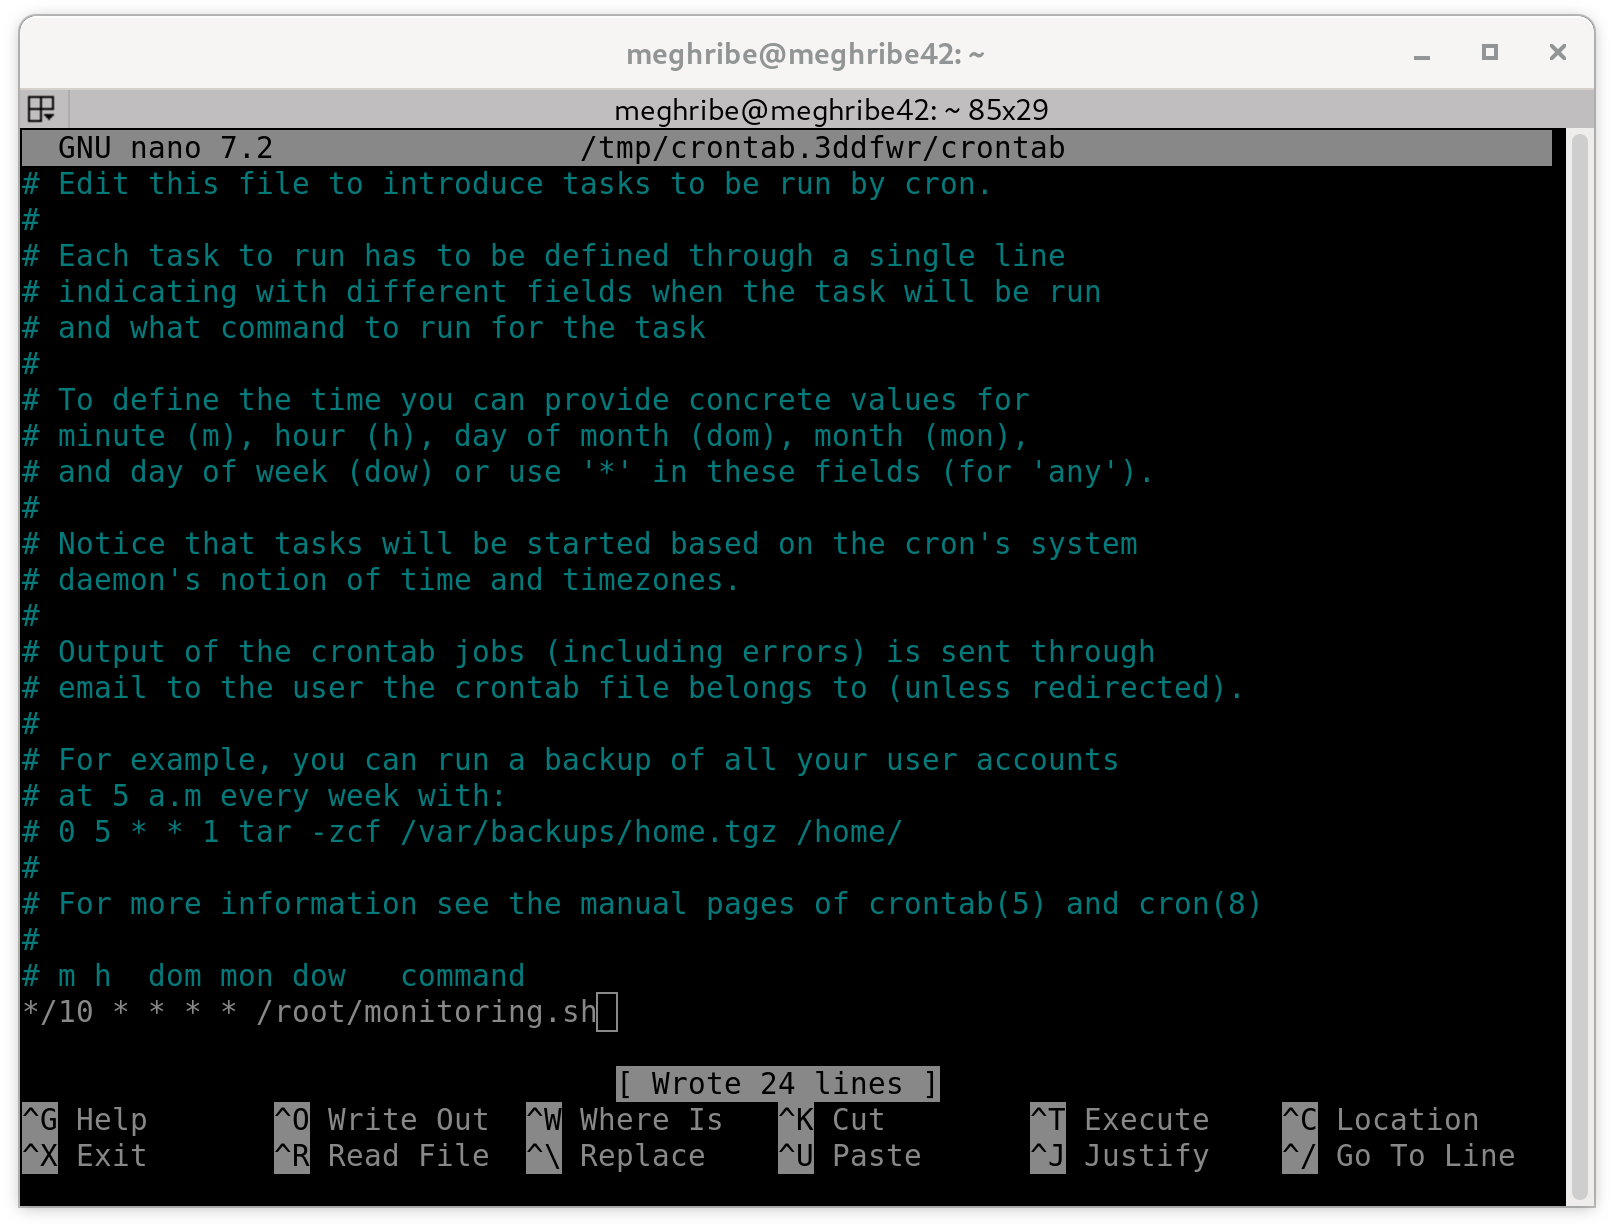 meghribe@meghribe42: ~
meghribe@meghribe42: ~ 85x29
GNU nano 7.2 /tmp/crontab.3ddfwr/crontab
# Edit this file to introduce tasks to be run by cron.
#
# Each task to run has to be defined through a single line
# indicating with different fields when the task will be run
# and what command to run for the task
#
# To define the time you can provide concrete values for
# minute (m), hour (h), day of month (dom), month (mon),
# and day of week (dow) or use '*' in these fields (for 'any').
#
# Notice that tasks will be started based on the cron's system
# daemon's notion of time and timezones.
#
# Output of the crontab jobs (including errors) is sent through
# email to the user the crontab file belongs to (unless redirected).
#
# For example, you can run a backup of all your user accounts
# at 5 a.m every week with:
# 0 5 * * 1 tar -zcf /var/backups/home.tgz /home/
#
# For more information see the manual pages of crontab(5) and cron(8)
#
# m h  dom mon dow   command
*/10 * * * * /root/monitoring.sh
[ Wrote 24 lines ]
^G Help ^O Write Out ^W Where Is ^K Cut ^T Execute ^C Location
^X Exit ^R Read File ^\ Replace ^U Paste ^J Justify ^/ Go To Line